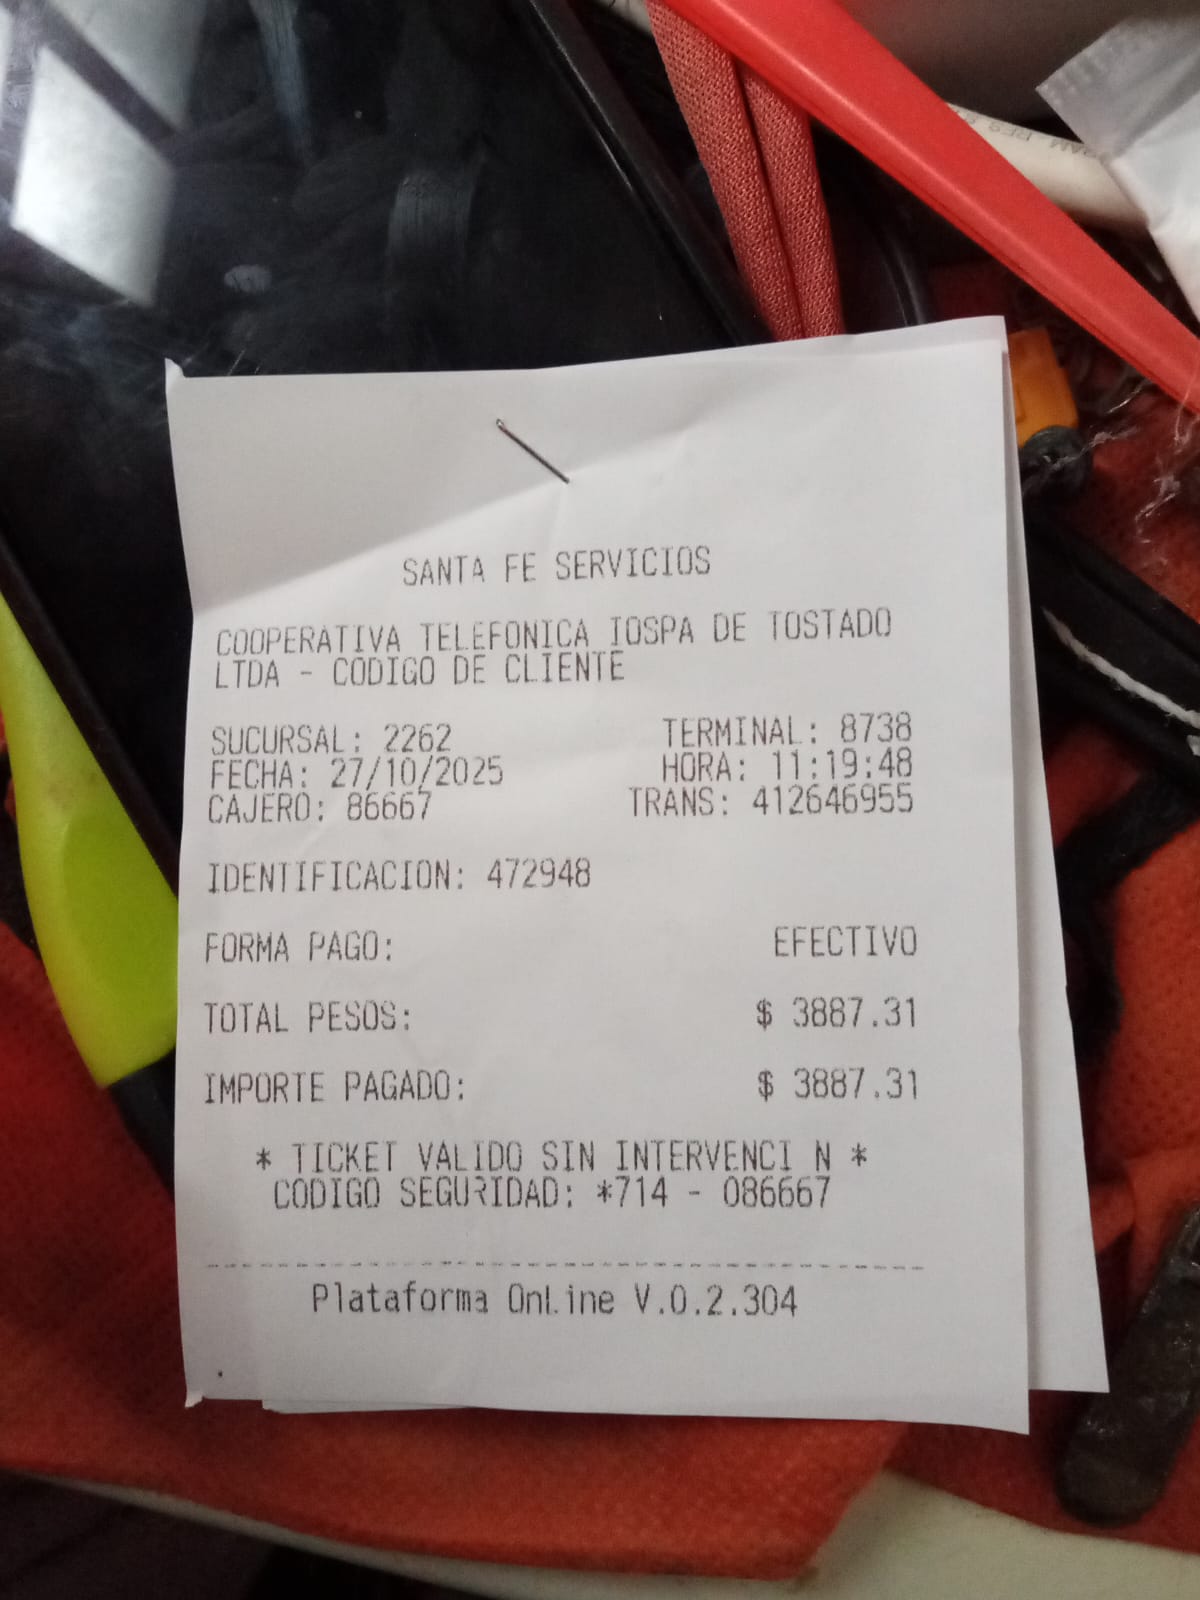 SANTA FE SERVICIOS
COOPERATIVA TELEFONICA IOSPA DE TOSTADO
LTDA - CODIGO DE CLIENTE
SUCURSAL: 2262 TERMINAL: 8738
FECHA: 27/10/2025 HORA: 11:19:48
CAJERO: 86667 TRANS: 412646955
IDENTIFICACION: 472948
FORMA PAGO: EFECTIVO
TOTAL PESOS: $ 3887.31
IMPORTE PAGADO: $ 3887.31
* TICKET VALIDO SIN INTERVENCI N *
CODIGO SEGURIDAD: *714 - 086667
Plataforma OnLine V.0.2.304